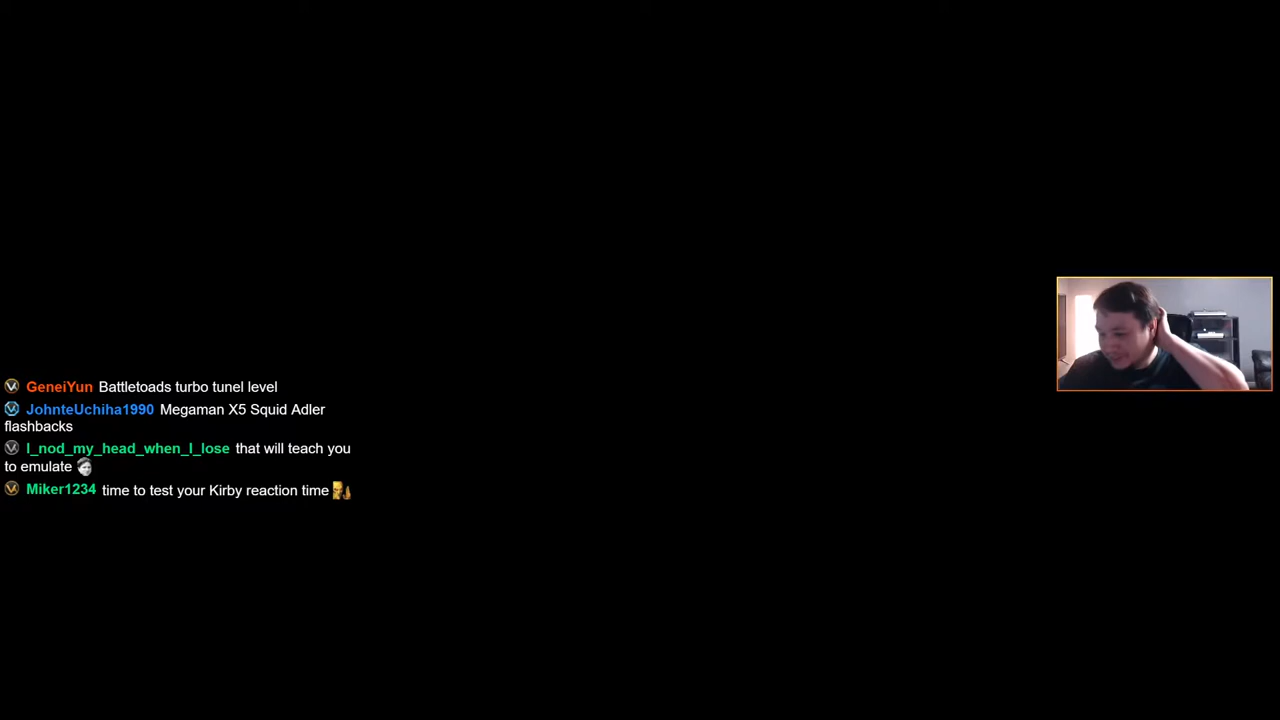 GeneiYun Battletoads turbo tunel level
JohnteUchiha1990 Megaman X5 Squid Adler
flashbacks
I_nod_my_head_when_I_lose that will teach you
to emulate
Miker1234 time to test your Kirby reaction time